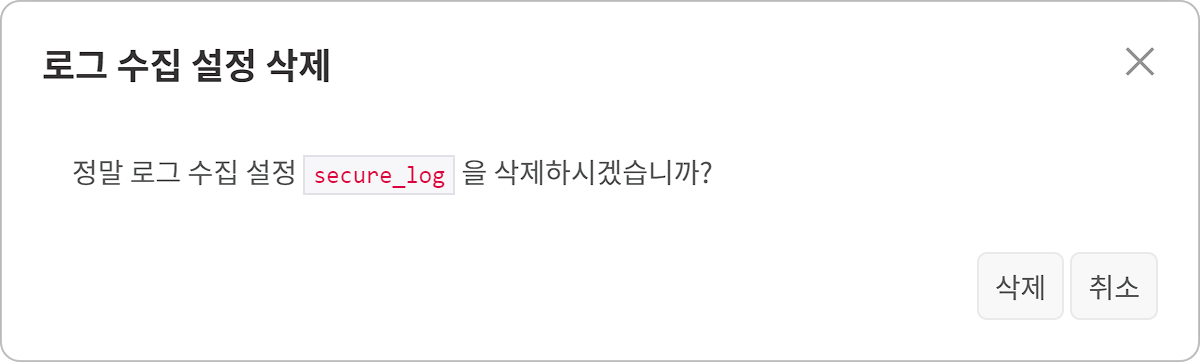 로그 수집 설정 삭제
정말 로그 수집 설정 secure_log 을 삭제하시겠습니까?
삭제 취소